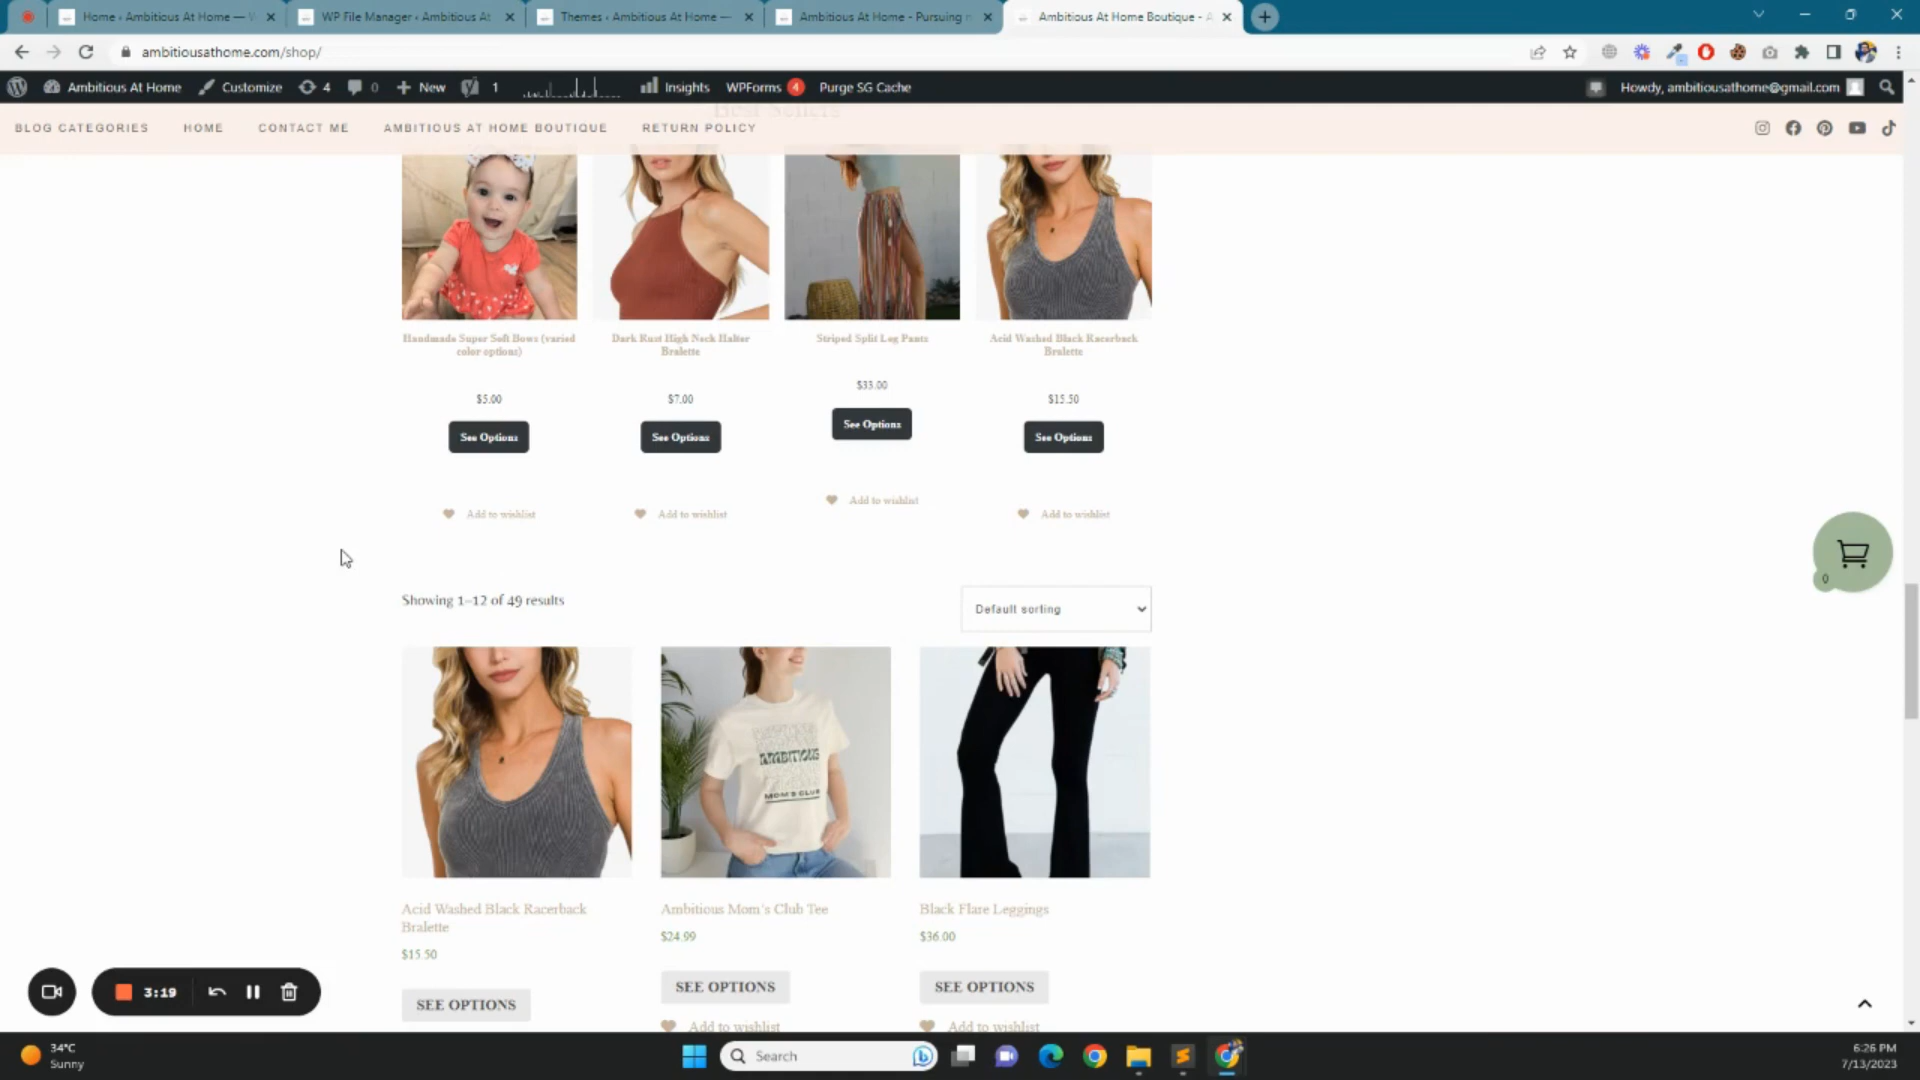 Home ‹ Ambitious At Home — W
WP File Manager ‹ Ambitious At
Themes ‹ Ambitious At Home —
Ambitious At Home - Pursuing
Ambitious At Home Boutique - A
ambitiousathome.com/shop/
Ambitious At Home
Customize
4
0
New
1
Insights
WPForms 4
Purge SG Cache
Howdy, ambitiousathome@gmail.com
Best Sellers
BLOG CATEGORIES
HOME
CONTACT ME
AMBITIOUS AT HOME BOUTIQUE
RETURN POLICY
Handmade Super Soft Bows (varied
color options)
$5.00
See Options
Add to wishlist
Dark Rust High Neck Halter
Bralette
$7.00
See Options
Add to wishlist
Striped Split Leg Pants
$33.00
See Options
Add to wishlist
Acid Washed Black Racerback
Bralette
$15.50
See Options
Add to wishlist
0
Showing 1–12 of 49 results
Default sorting
AMBITIOUS
MOM'S CLUB
Acid Washed Black Racerback
Bralette
$15.50
SEE OPTIONS
Ambitious Mom's Club Tee
$24.99
SEE OPTIONS
Add to wishlist
Black Flare Leggings
$36.00
SEE OPTIONS
Add to wishlist
3:19
34°C
Sunny
Search
6:26 PM
7/13/2023